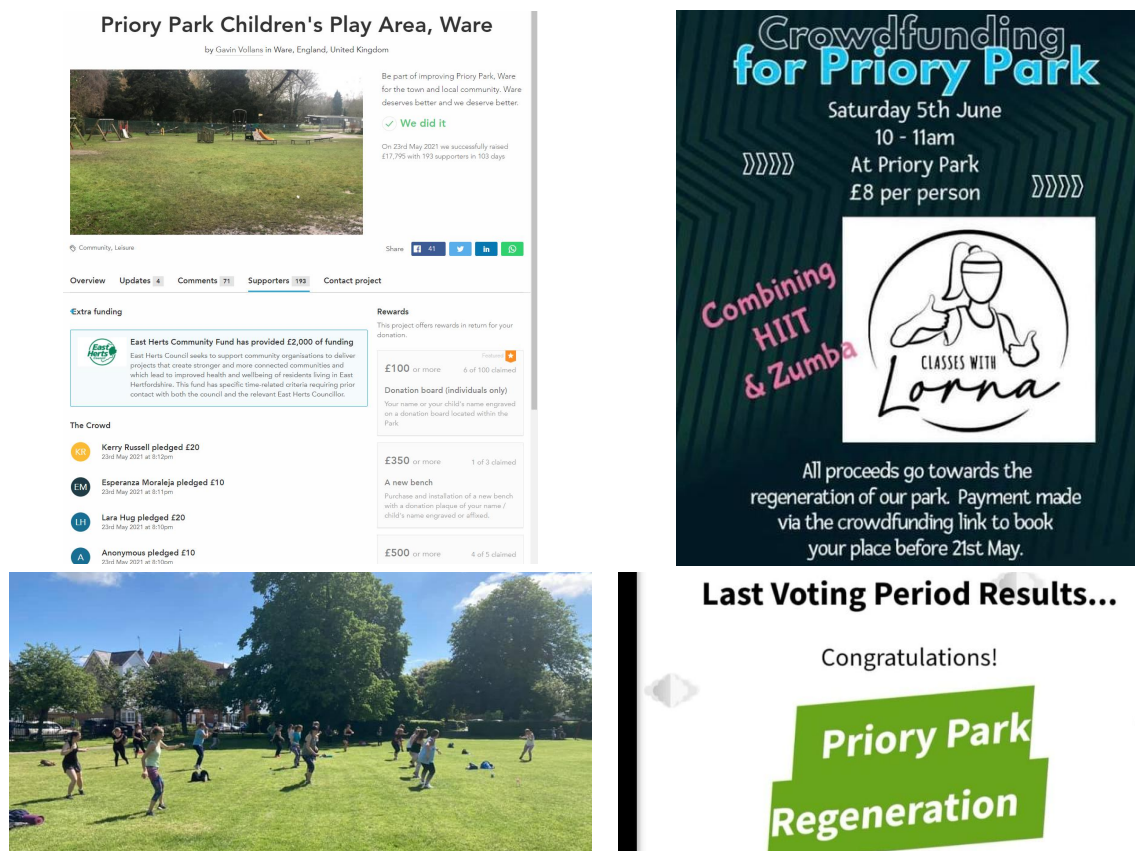 Priory Park Children's Play Area, Ware
by Gavin Vollans in Ware, England, United Kingdom
Be part of improving Priory Park, Ware
for the town and local community. Ware
deserves better and we deserve better.
We did it
On 23rd May 2021 we successfully raised
£17,795 with 193 supporters in 103 days
Community, Leisure
Share
41
Overview
Updates 4
Comments 71
Supporters 193
Contact project
Extra funding
East Herts
East Herts Community Fund has provided £2,000 of funding
East Herts Council seeks to support community organisations to deliver
projects that create stronger and more connected communities and
which lead to improved health and wellbeing of residents living in East
Hertfordshire. This fund has specific time-related criteria requiring prior
contact with both the council and the relevant East Herts Councillor.
The Crowd
KR
Kerry Russell pledged £20
23rd May 2021 at 8:12pm
EM
Esperanza Moraleja pledged £10
23rd May 2021 at 8:11pm
LH
Lara Hug pledged £20
23rd May 2021 at 8:10pm
A
Anonymous pledged £10
23rd May 2021 at 8:10pm
Rewards
This project offers rewards in return for your
donation.
Featured
£100 or more
6 of 100 claimed
Donation board (individuals only)
Your name or your child's name engraved
on a donation board located within the
Park
£350 or more
1 of 3 claimed
A new bench
Purchase and installation of a new bench
with a donation plaque of your name /
child's name engraved or affixed.
£500 or more
4 of 5 claimed
Crowdfunding
for Priory Park
Saturday 5th June
10 - 11am
At Priory Park
£8 per person
Combining
HIIT
& Zumba
CLASSES WITH
Lorna
All proceeds go towards the
regeneration of our park. Payment made
via the crowdfunding link to book
your place before 21st May.
Last Voting Period Results...
Congratulations!
Priory Park
Regeneration